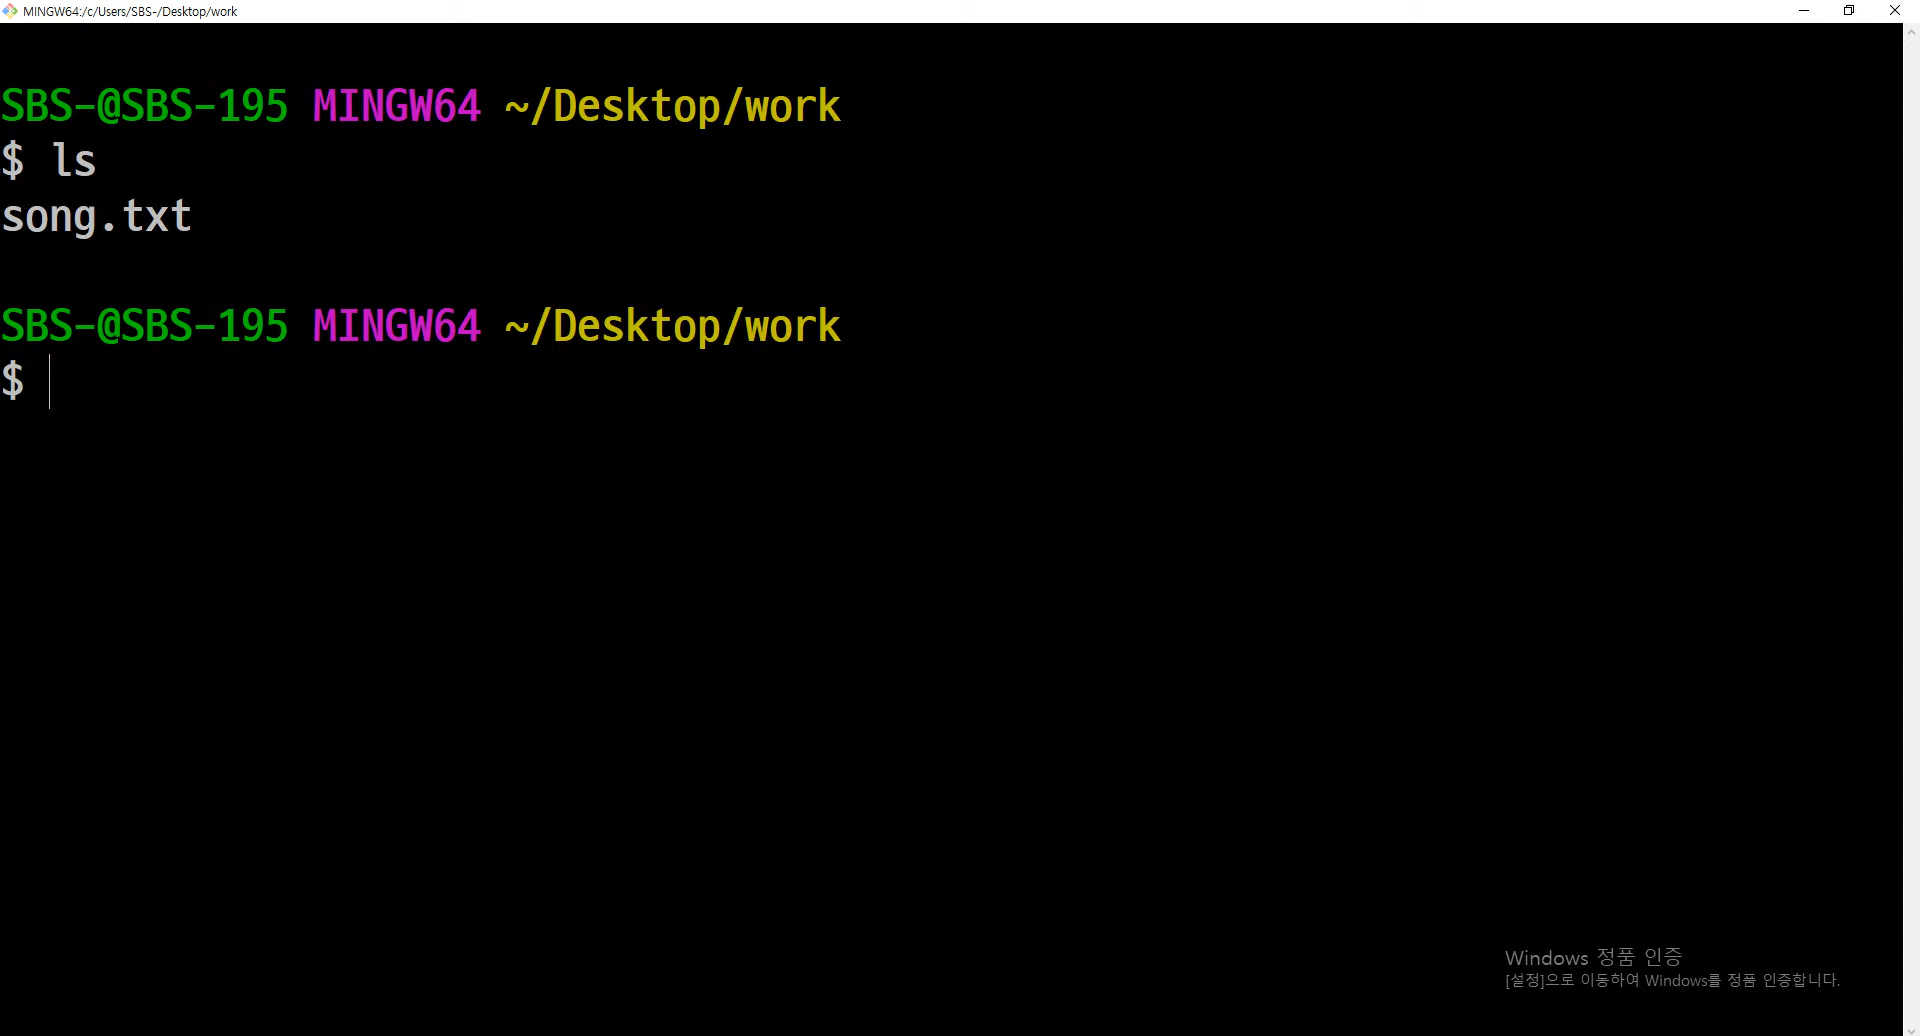 MINGW64:/c/Users/SBS-/Desktop/work
SBS-@SBS-195 MINGW64 ~/Desktop/work
$ ls
song.txt
SBS-@SBS-195 MINGW64 ~/Desktop/work
$
Windows 정품 인증
[설정]으로 이동하여 Windows를 정품 인증합니다.